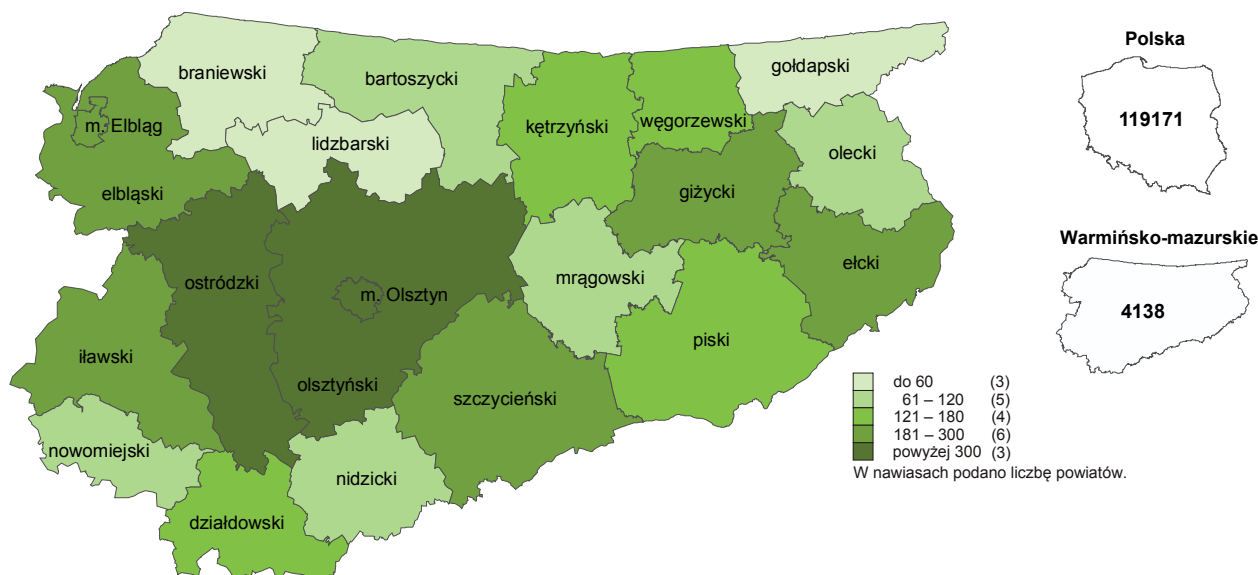 braniewski
bartoszycki
gołdapski
m. Elbląg
kętrzyński
węgorzewski
lidzbarski
olecki
elbląski
giżycki
ostródzki
m. Olsztyn
mrągowski
ełcki
iławski
olsztyński
piski
szczycieński
nowomiejski
nidzicki
działdowski
Polska
119171
Warmińsko-mazurskie
4138
do 60 (3)
61 – 120 (5)
121 – 180 (4)
181 – 300 (6)
powyżej 300 (3)
W nawiasach podano liczbę powiatów.